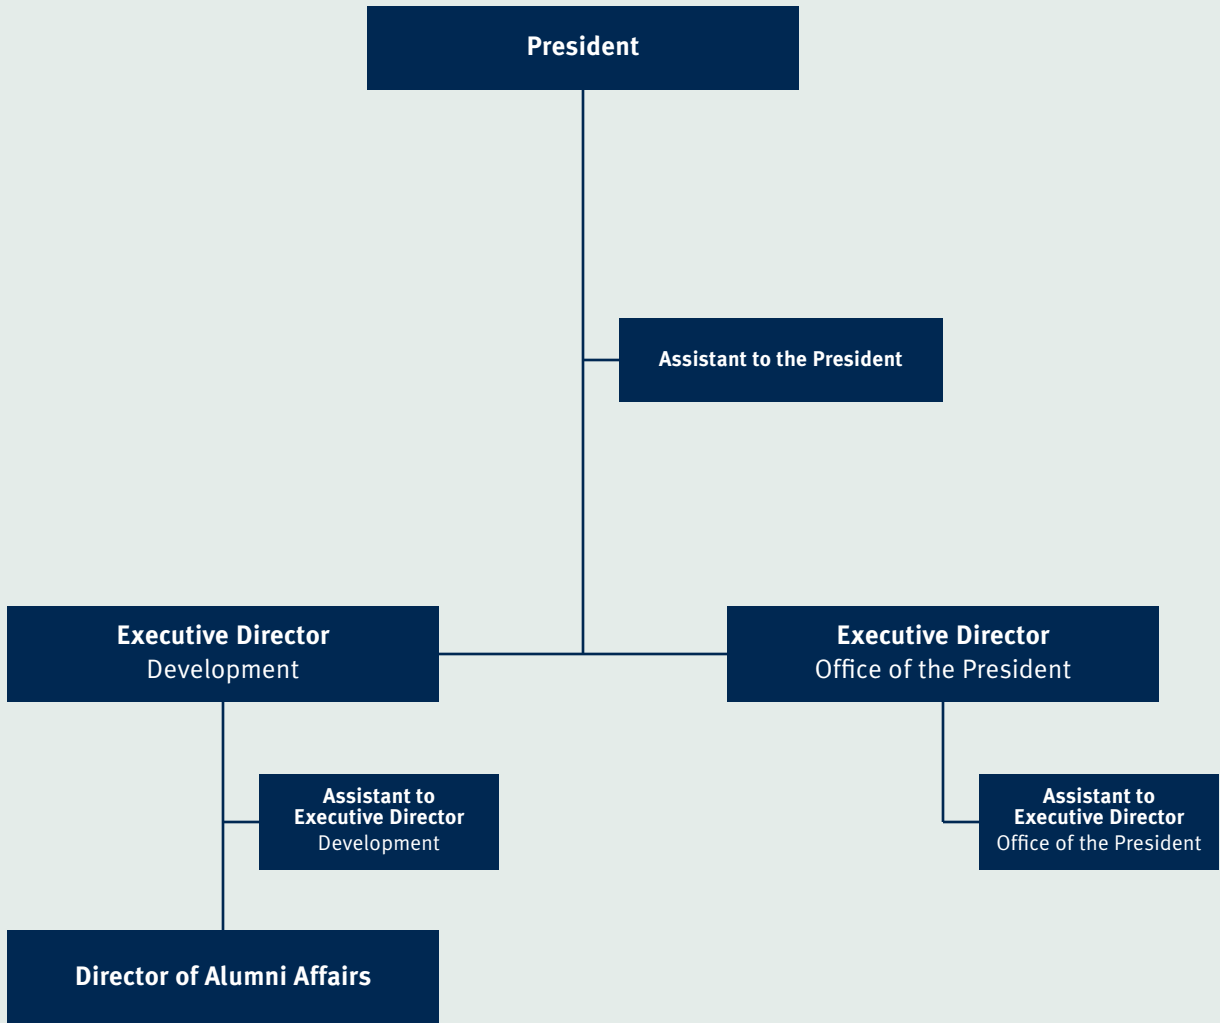 President
Assistant to the President
Executive Director
Development
Executive Director
Office of the President
Assistant to
Executive Director
Development
Assistant to
Executive Director
Office of the President
Director of Alumni Affairs